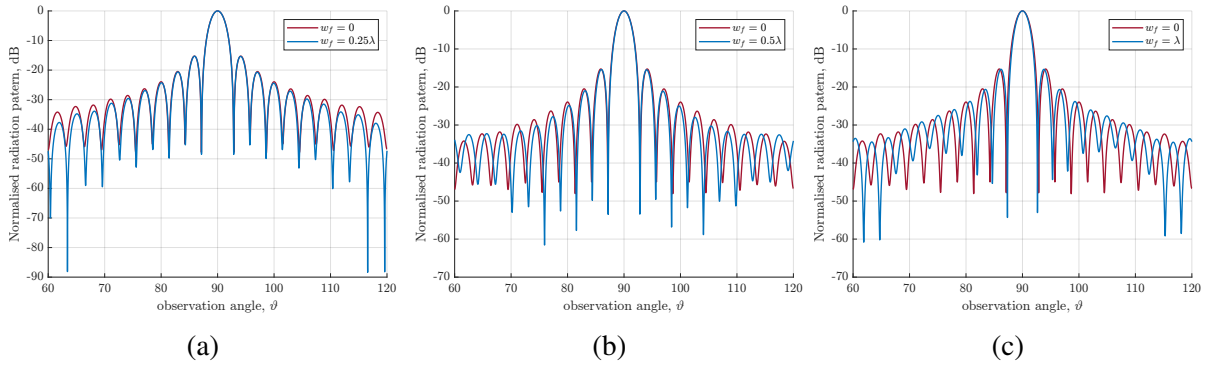 0
-10
-20
-30
-40
-50
-60
-70
-80
-90
60 70 80 90 100 110 120
Normalised radiation patern, dB
observation angle, ϑ
w_f = 0
w_f = 0.25λ
(a)
0
-10
-20
-30
-40
-50
-60
-70
60 70 80 90 100 110 120
Normalised radiation patern, dB
observation angle, ϑ
w_f = 0
w_f = 0.5λ
(b)
0
-10
-20
-30
-40
-50
-60
-70
60 70 80 90 100 110 120
Normalised radiation patern, dB
observation angle, ϑ
w_f = 0
w_f = λ
(c)